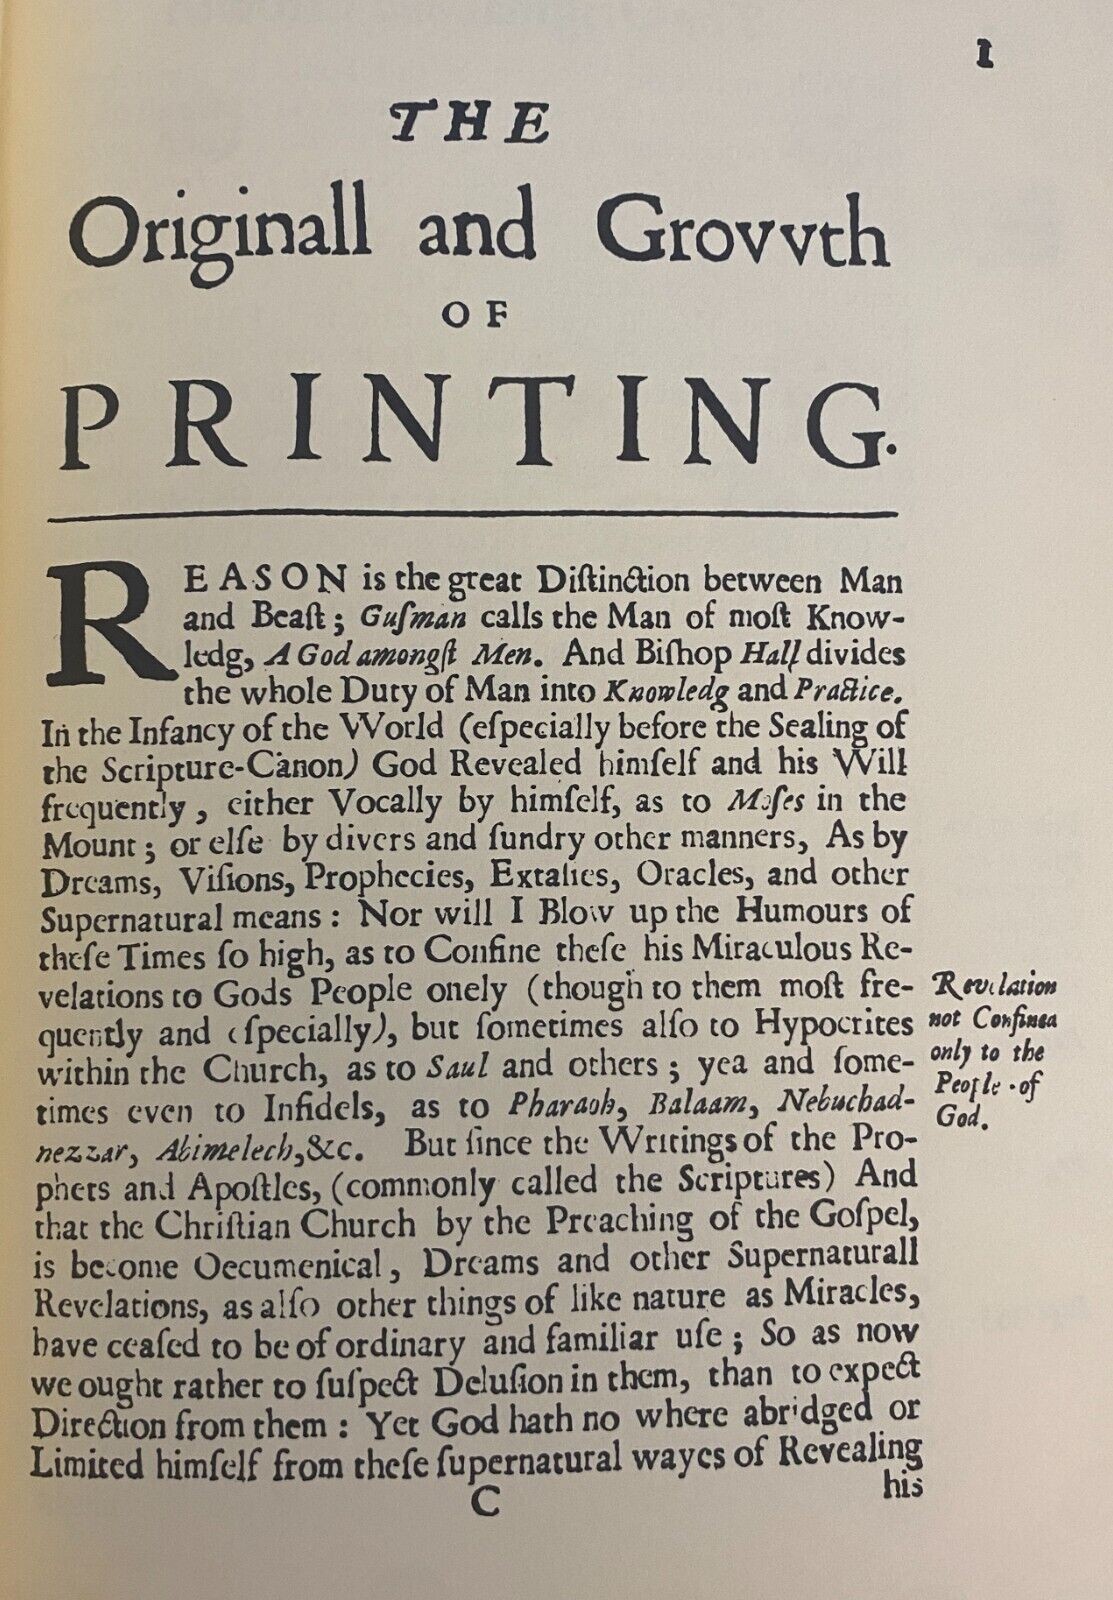 1
THE
Originall and Grovvth
OF
PRINTING.
REASON is the great Diſtinction between Man
and Beaſt; Guſman calls the Man of moſt Know-
ledg, A God amongſt Men. And Biſhop Hall divides
the whole Duty of Man into Knowledg and Practice.
In the Infancy of the World (eſpecially before the Sealing of
the Scripture-Canon) God Revealed himſelf and his Will
frequently, either Vocally by himſelf, as to Moſes in the
Mount; or elſe by divers and ſundry other manners, As by
Dreams, Viſions, Prophecies, Extaſies, Oracles, and other
Supernatural means: Nor will I Blow up the Humours of
theſe Times ſo high, as to Confine theſe his Miraculous Re-
velations to Gods People onely (though to them moſt fre-
quently and eſpecially), but ſometimes alſo to Hypocrites
within the Church, as to Saul and others; yea and ſome-
times even to Infidels, as to Pharaoh, Balaam, Nebuchad-
nezzar, Abimelech, &c. But ſince the Writings of the Pro-
phets and Apoſtles, (commonly called the Scriptures) And
that the Chriſtian Church by the Preaching of the Goſpel,
is become Oecumenical, Dreams and other Supernaturall
Revelations, as alſo other things of like nature as Miracles,
have ceaſed to be of ordinary and familiar uſe; So as now
we ought rather to ſuſpect Deluſion in them, than to expect
Direction from them: Yet God hath no where abridged or
Limited himſelf from theſe ſupernatural wayes of Revealing
C his
Revelation
not Confined
only to the
People of
God.